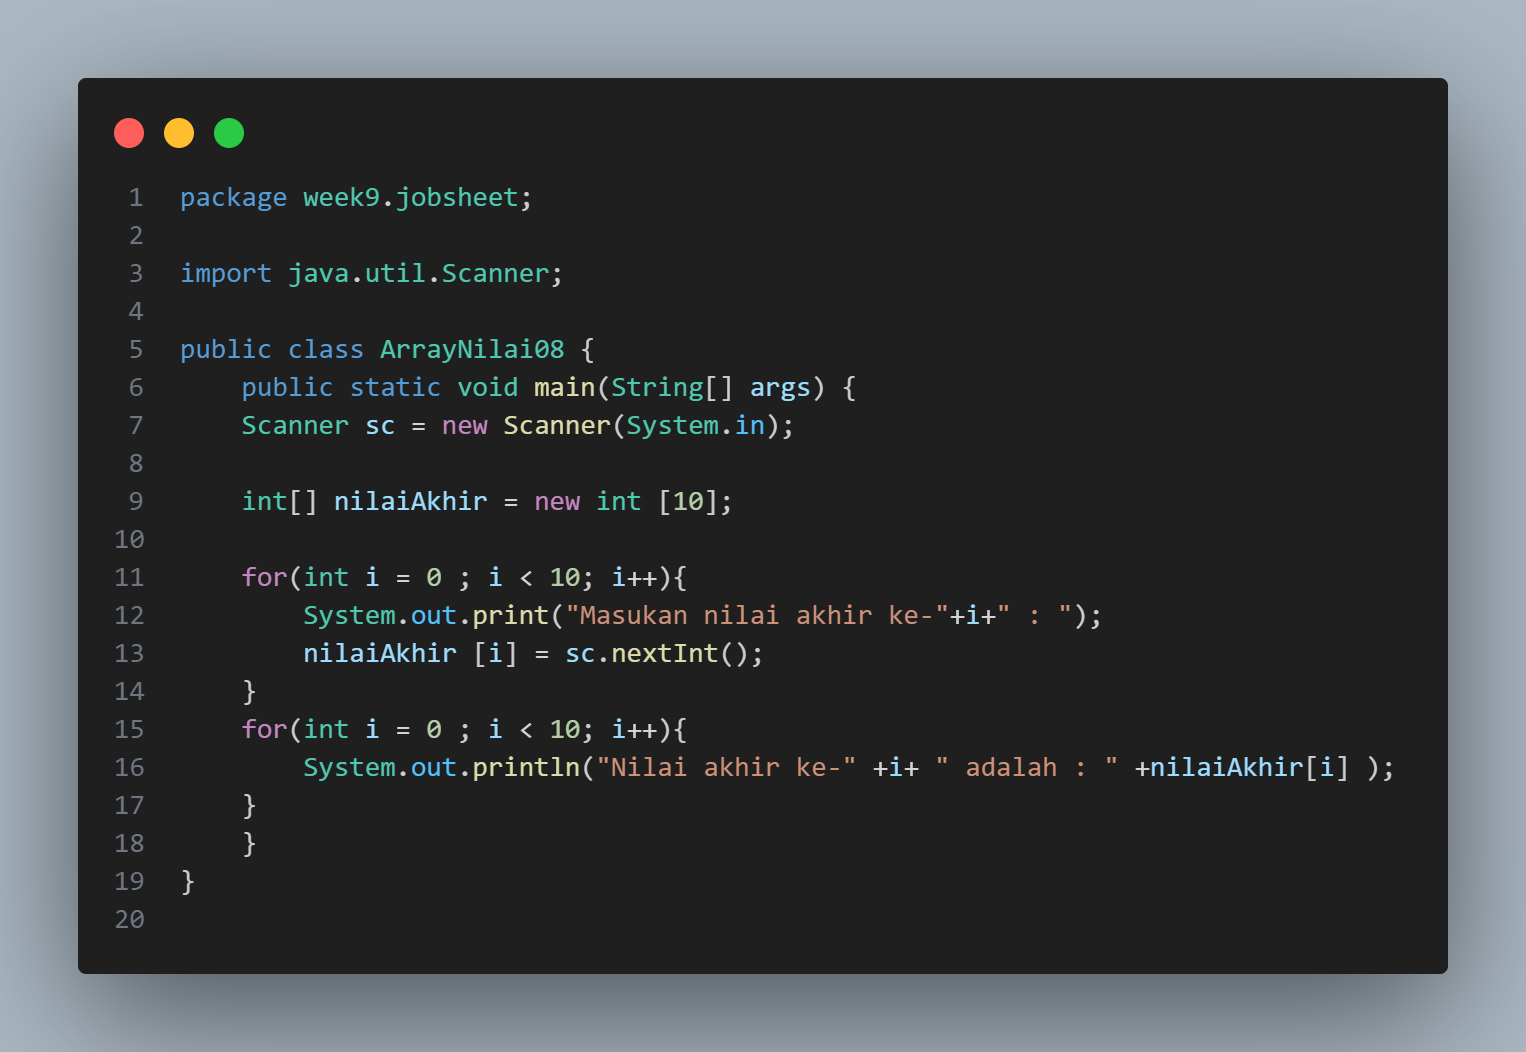 1 package week9.jobsheet;
2
3 import java.util.Scanner;
4
5 public class ArrayNilai08 {
6     public static void main(String[] args) {
7     Scanner sc = new Scanner(System.in);
8
9     int[] nilaiAkhir = new int [10];
10
11     for(int i = 0 ; i < 10; i++){
12         System.out.print("Masukan nilai akhir ke-"+i+" : ");
13         nilaiAkhir [i] = sc.nextInt();
14     }
15     for(int i = 0 ; i < 10; i++){
16         System.out.println("Nilai akhir ke-" +i+ " adalah : " +nilaiAkhir[i] );
17     }
18     }
19 }
20